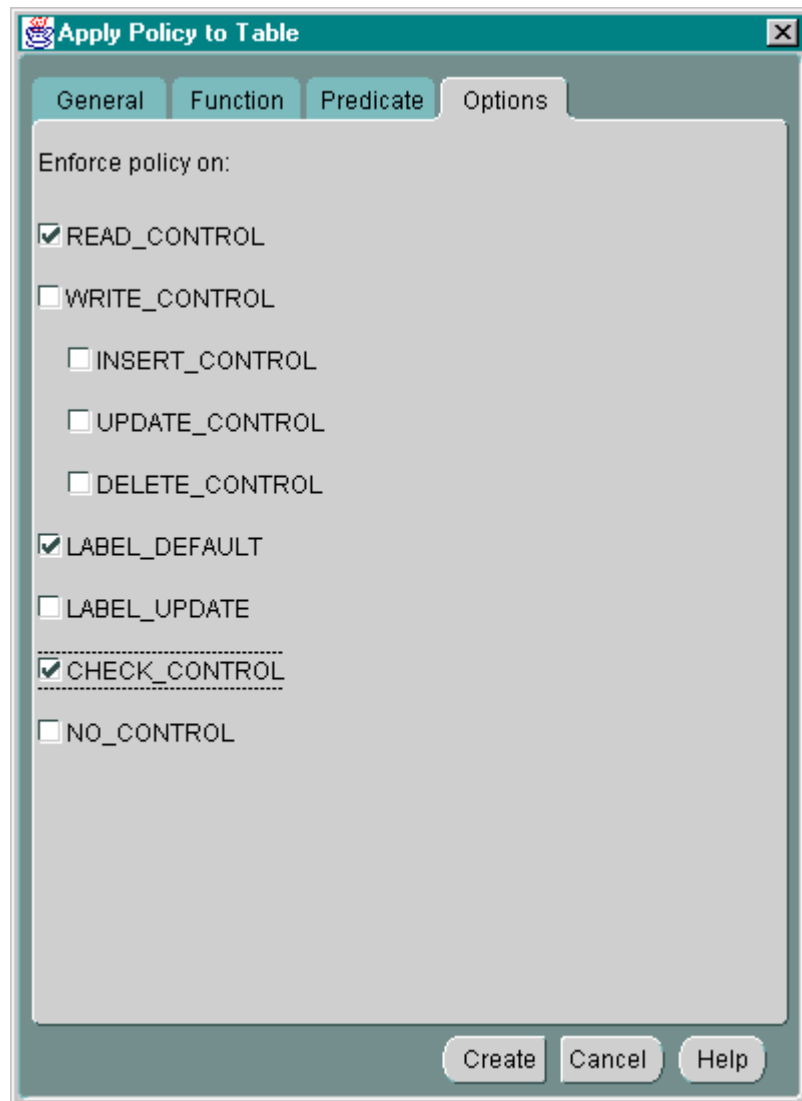 Apply Policy to Table
General Function Predicate Options
Enforce policy on:
READ_CONTROL
WRITE_CONTROL
INSERT_CONTROL
UPDATE_CONTROL
DELETE_CONTROL
LABEL_DEFAULT
LABEL_UPDATE
CHECK_CONTROL
NO_CONTROL
Create Cancel Help